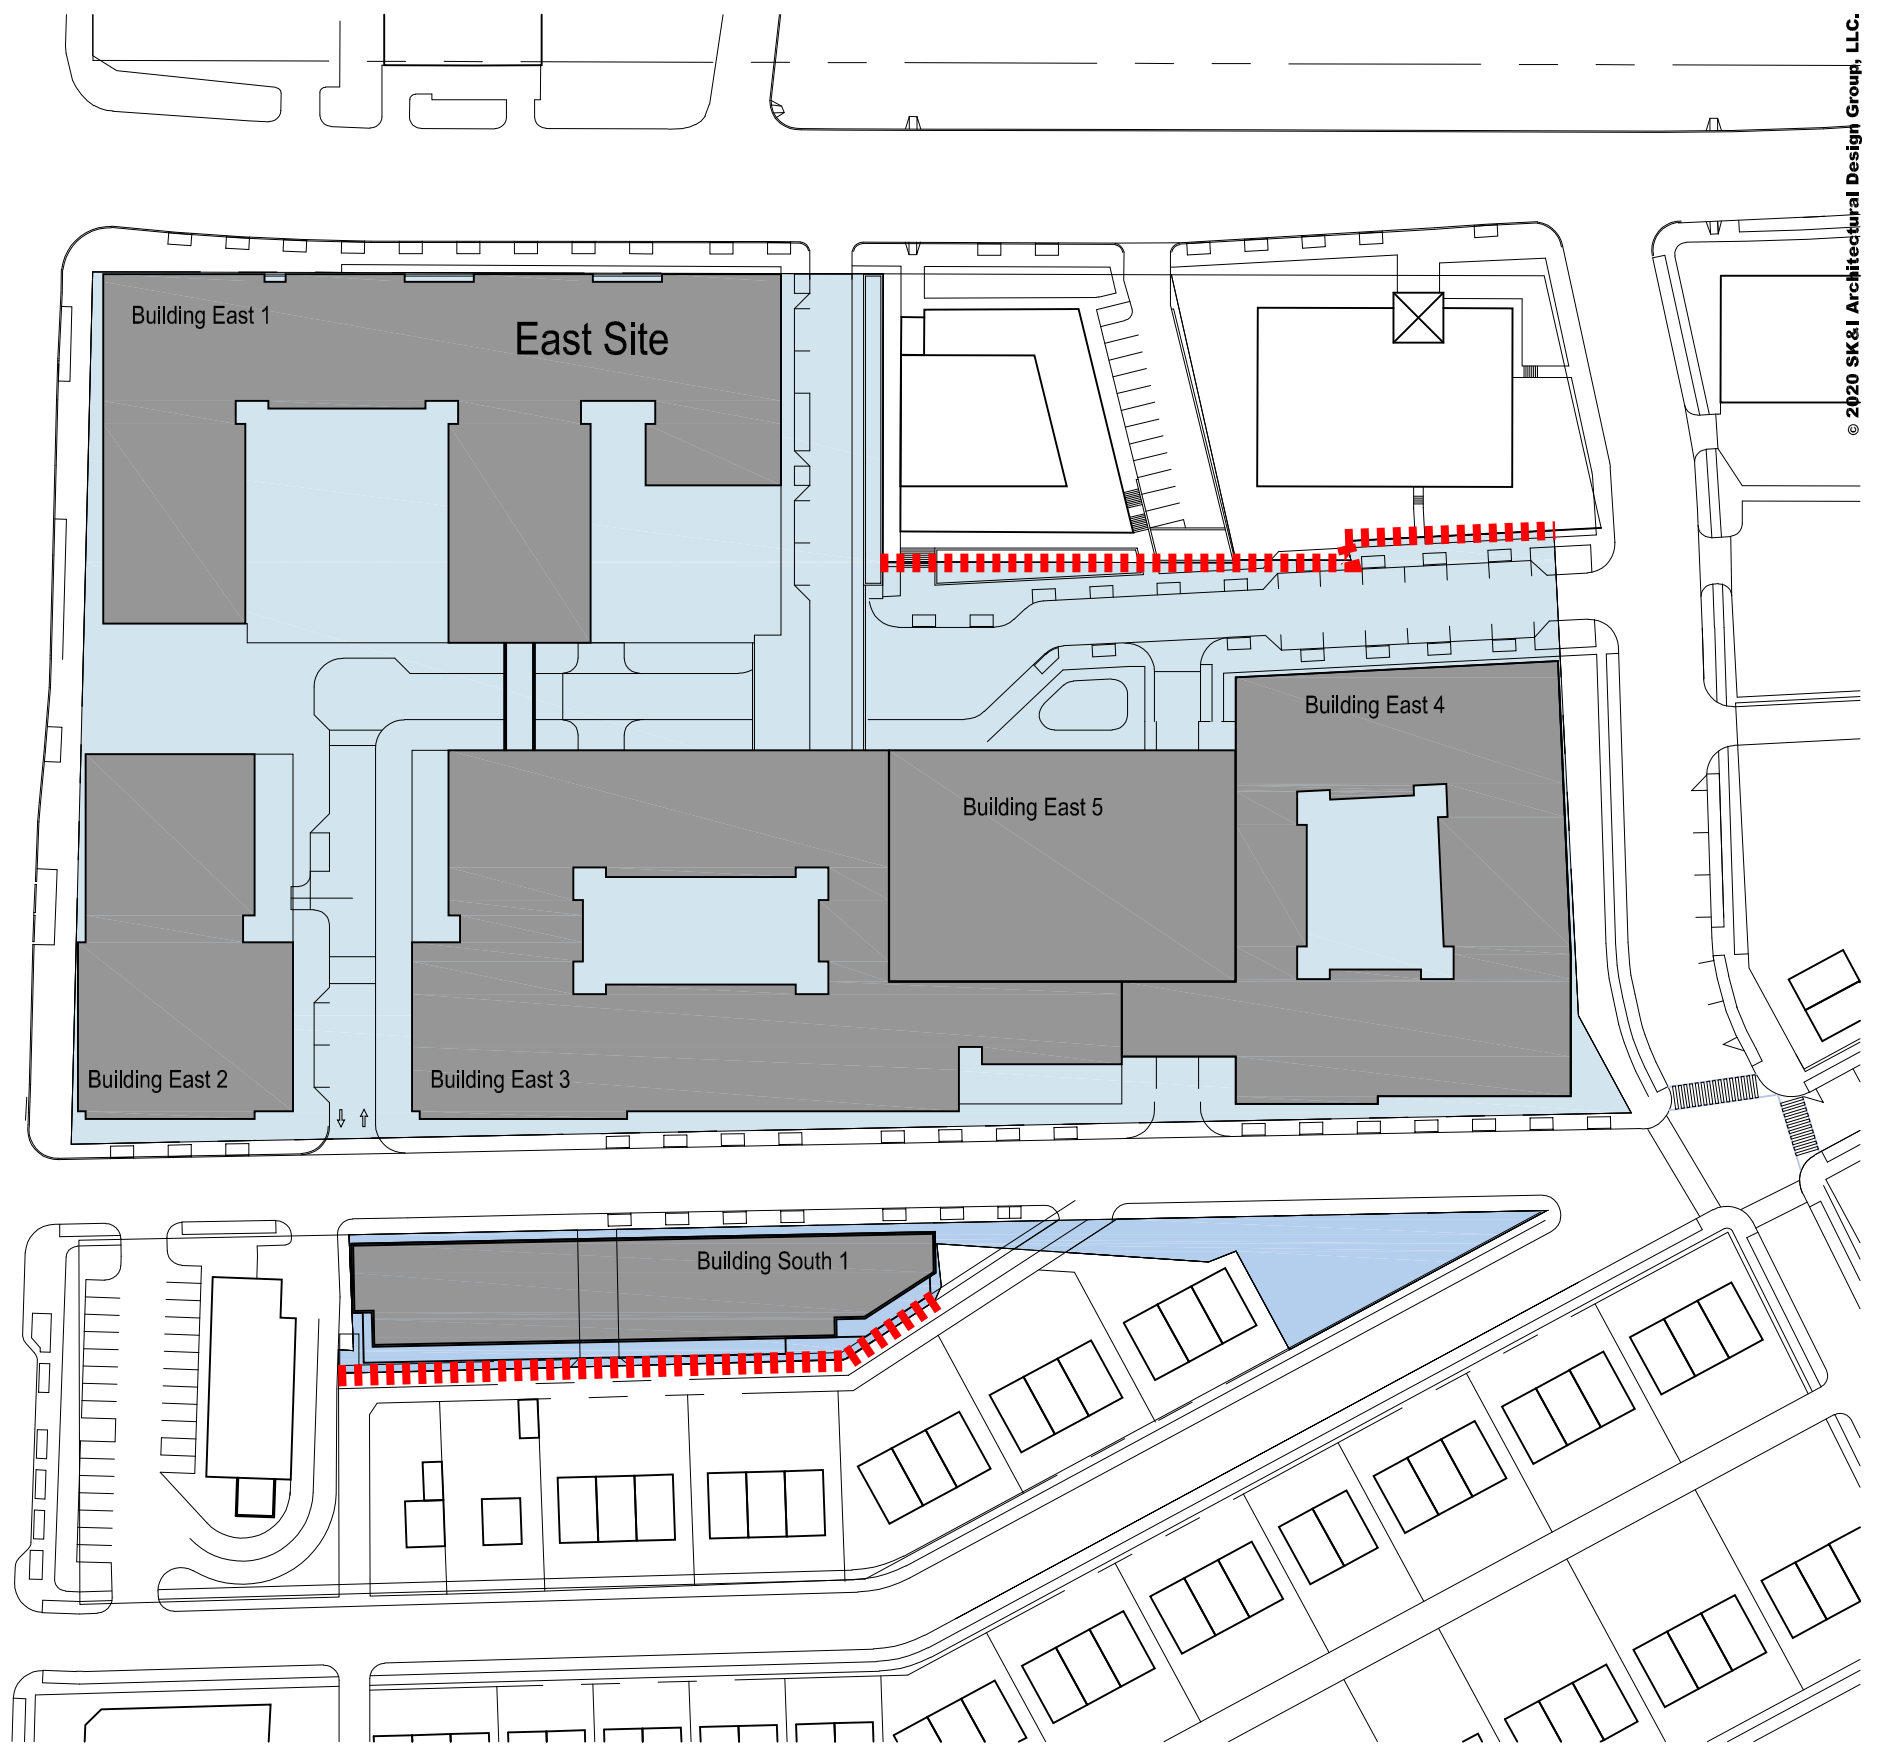 © 2020 SK&I Architectural Design Group, LLC.
Building East 1
East Site
Building East 4
Building East 5
Building East 2
Building East 3
Building South 1